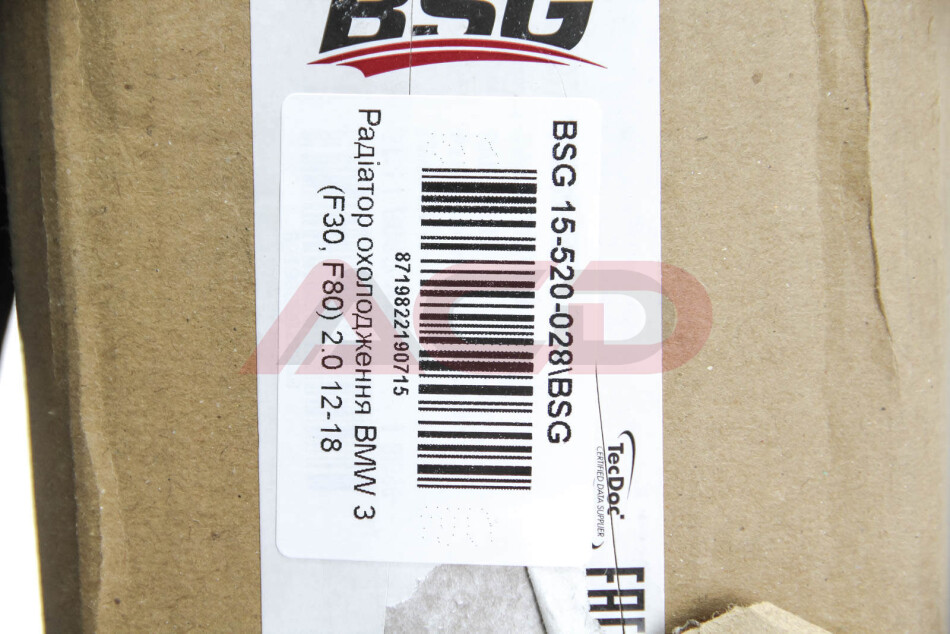 BSG
BSG 15-520-028\BSG
8719822190715
Радіатор охолодження BMW 3
(F30, F80) 2.0 12-18
TecDoc
CERTIFIED DATA SUPPLIER
ACD